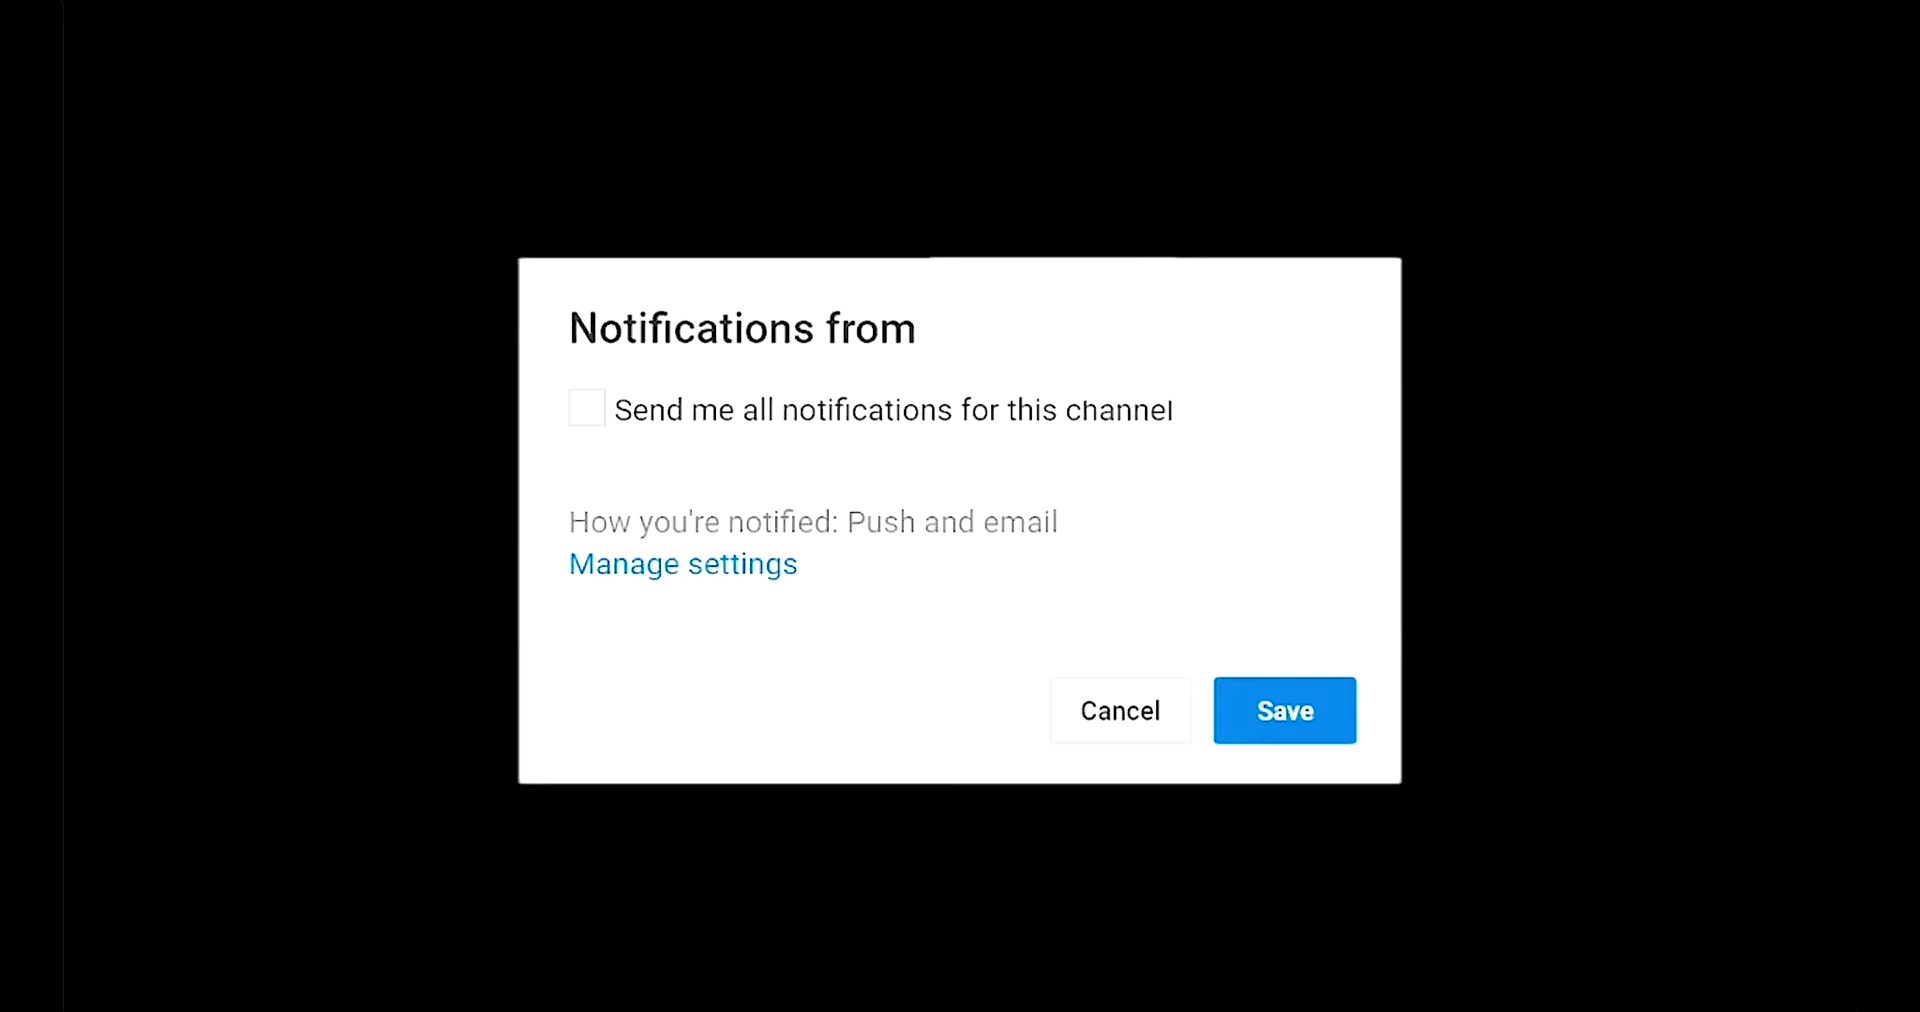 Notifications from
Send me all notifications for this channel
How you're notified: Push and email
Manage settings
Cancel
Save